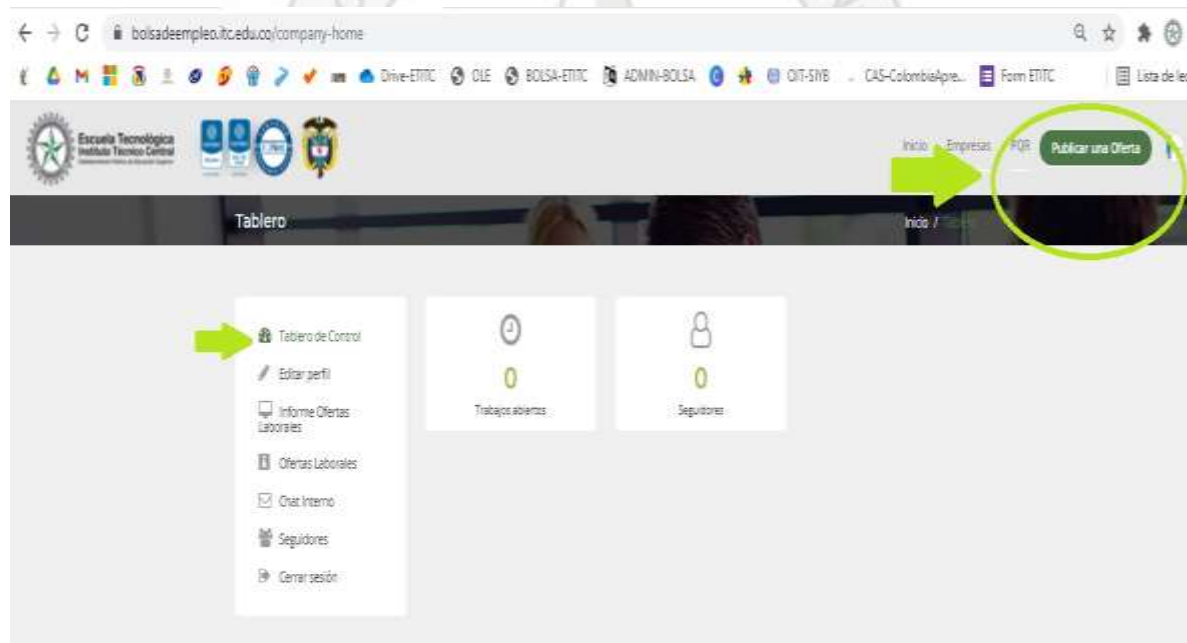 bolsadeempleo.itc.edu.co/company-home
Drive-ETITC OLE BOLSA-ETITC ADMIN-BOLSA OIT-SIYB CAS-ColombiaApre... Form ETITC Lista de lec
Escuela Tecnológica
Instituto Técnico Central
Inicio Empresas PQR Publicar una Oferta
Tablero
Inicio /
Tablero de Control
Editar perfil
Informe Ofertas
Laborales
Ofertas Laborales
Chat Interno
Seguidores
Cerrar sesión
0
Trabajos abiertos
0
Seguidores